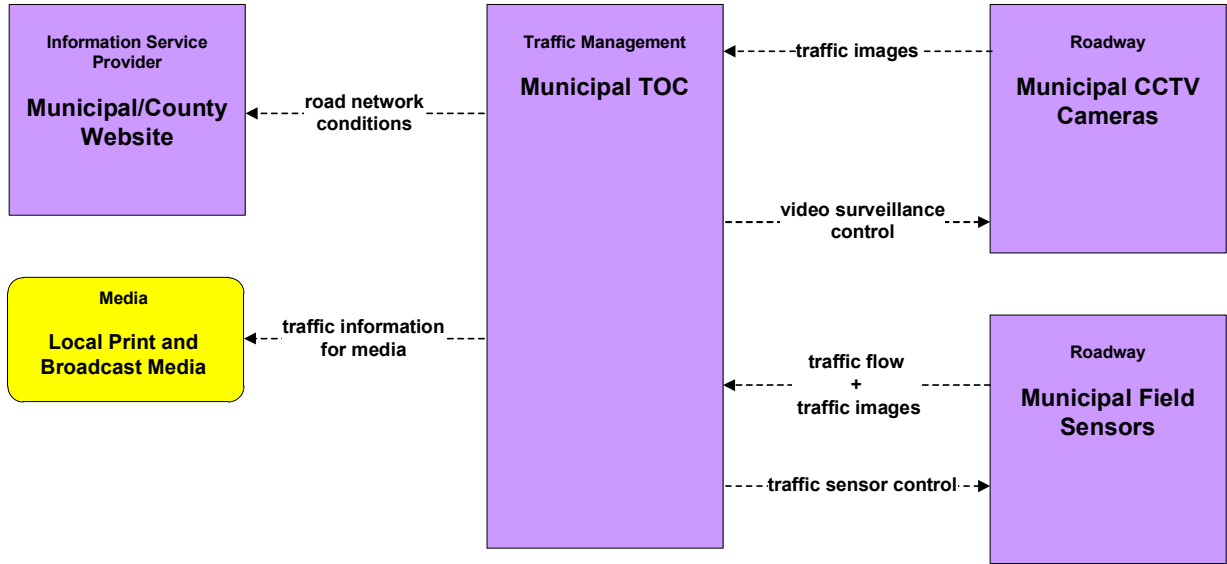 Information Service
Provider
Municipal/County
Website
road network
conditions
Media
Local Print and
Broadcast Media
traffic information
for media
Traffic Management
Municipal TOC
traffic images
video surveillance
control
traffic flow
+
traffic images
traffic sensor control
Roadway
Municipal CCTV
Cameras
Roadway
Municipal Field
Sensors